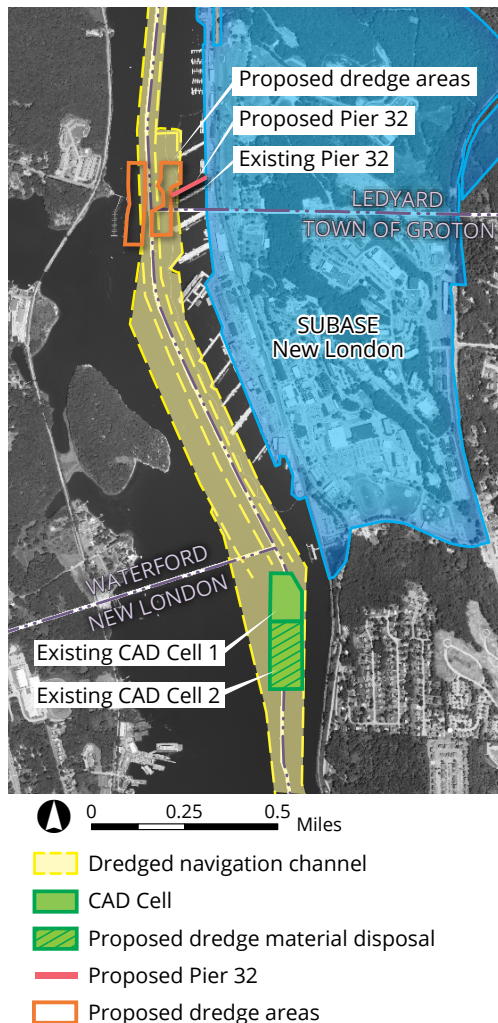 Proposed dredge areas
Proposed Pier 32
Existing Pier 32
LEDYARD
TOWN OF GROTON
SUBASE
New London
WATERFORD
NEW LONDON
Existing CAD Cell 1
Existing CAD Cell 2
0 0.25 0.5
Miles
Dredged navigation channel
CAD Cell
Proposed dredge material disposal
Proposed Pier 32
Proposed dredge areas